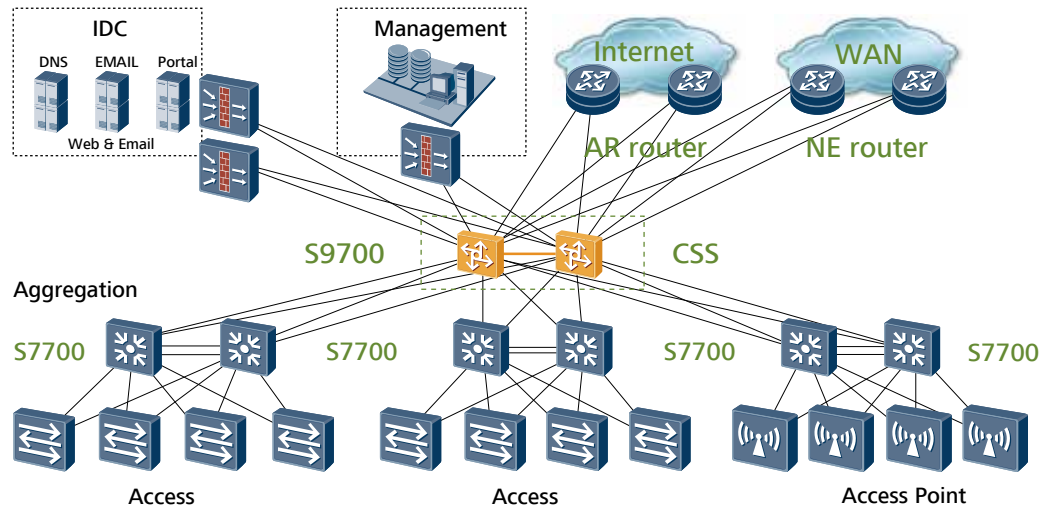 IDC
Management
Internet
WAN
DNS
EMAIL
Portal
Web & Email
AR router
NE router
S9700
CSS
Aggregation
S7700
S7700
S7700
S7700
Access
Access
Access Point